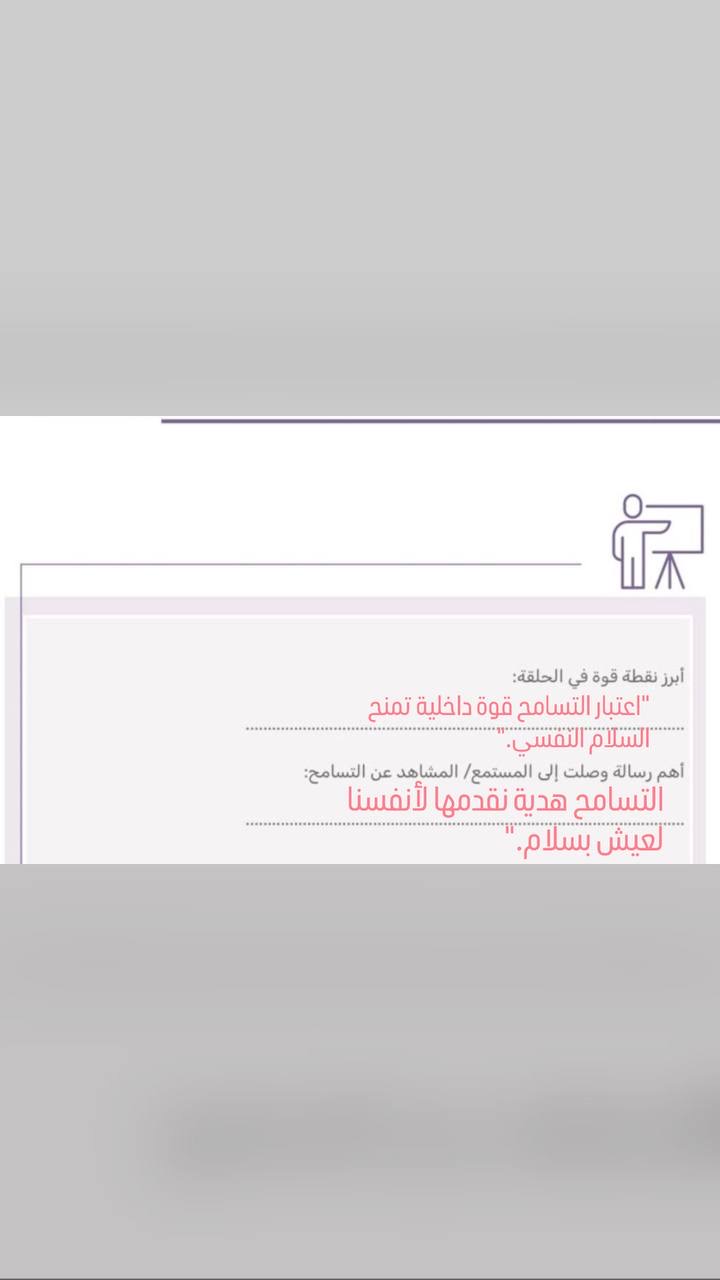 أبرز نقطة قوة في الحلقة:
"اعتبار التسامح قوة داخلية تمنح
السلام النفسي."
أهم رسالة وصلت إلى المستمع/ المشاهد عن التسامح:
التسامح هدية نقدمها لأنفسنا
لعيش بسلام."